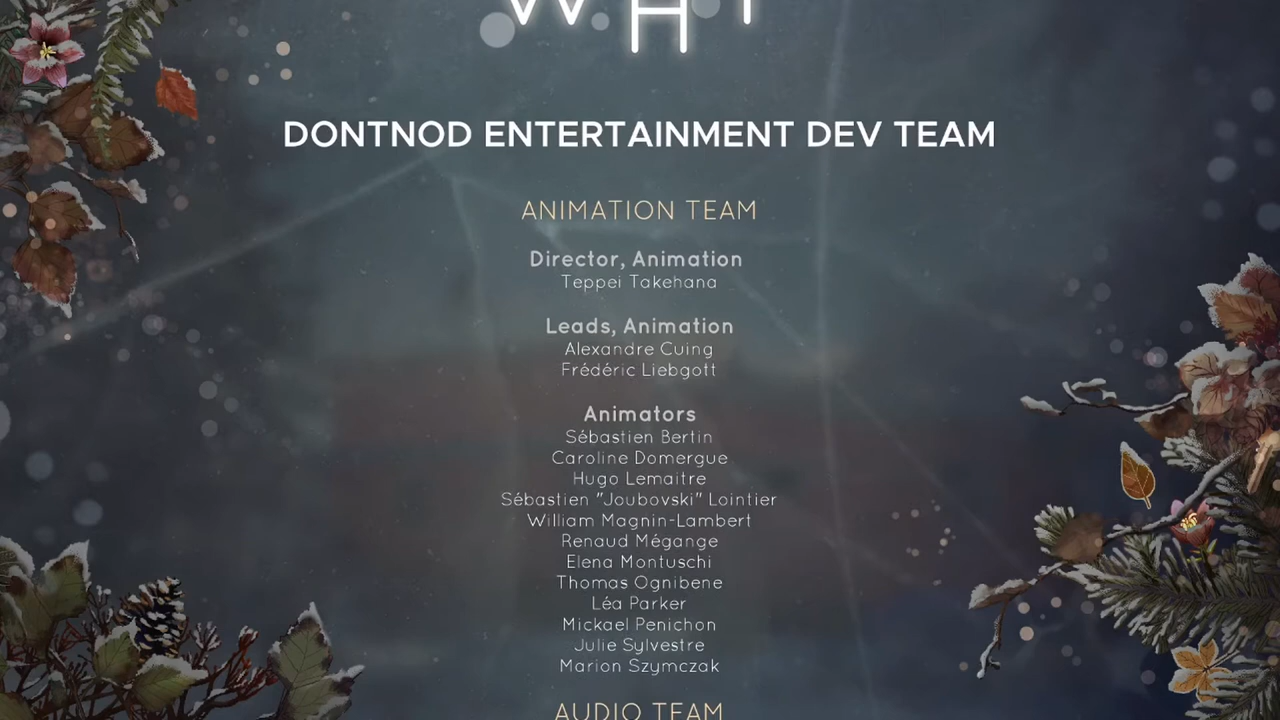 DONTNOD ENTERTAINMENT DEV TEAM
ANIMATION TEAM
Director, Animation
Teppei Takehana
Leads, Animation
Alexandre Cuing
Frédéric Liebgott
Animators
Sébastien Bertin
Caroline Domergue
Hugo Lemaitre
Sébastien "Joubovski" Lointier
William Magnin-Lambert
Renaud Mégange
Elena Montuschi
Thomas Ognibene
Léa Parker
Mickael Penichon
Julie Sylvestre
Marion Szymczak
AUDIO TEAM